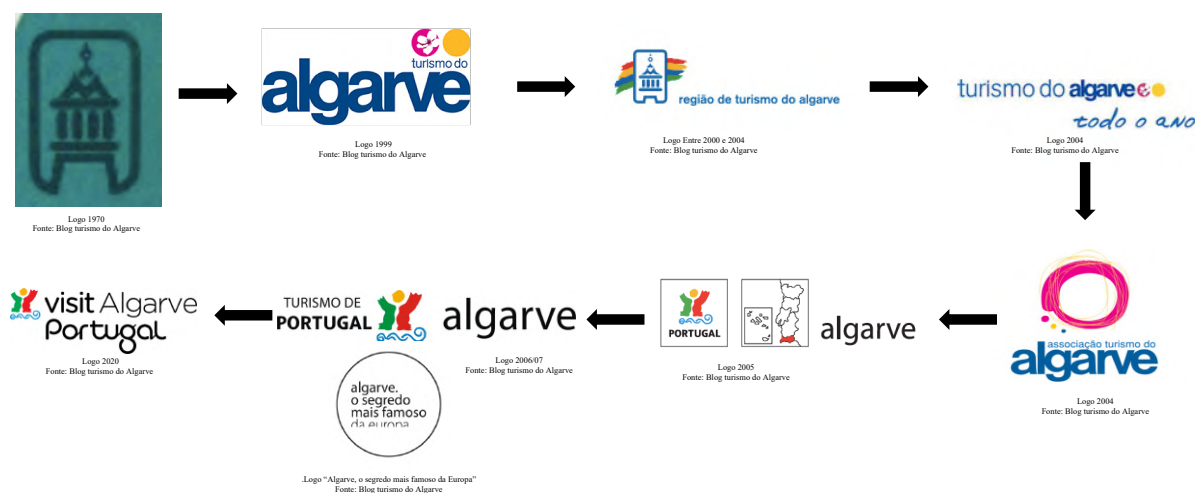 turismo do
algarve
Logo 1999
Fonte: Blog turismo do Algarve
região de turismo do algarve
Logo Entre 2000 e 2004
Fonte: Blog turismo do Algarve
turismo do algarve
todo o ano
Logo 2004
Fonte: Blog turismo do Algarve
Logo 1970
Fonte: Blog turismo do Algarve
visit Algarve
Portugal
Logo 2020
Fonte: Blog turismo do Algarve
TURISMO DE
PORTUGAL
algarve
Logo 2006/07
Fonte: Blog turismo do Algarve
algarve.
o segredo
mais famoso
da europa
.Logo “Algarve, o segredo mais famoso da Europa”
Fonte: Blog turismo do Algarve
PORTUGAL
algarve
Logo 2005
Fonte: Blog turismo do Algarve
associação turismo do
algarve
Logo 2004
Fonte: Blog turismo do Algarve